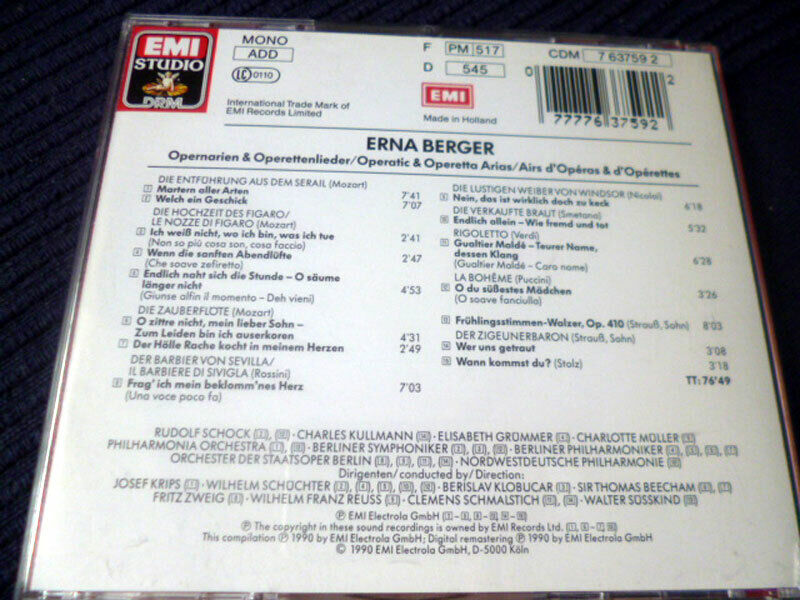 EMI
STUDIO
DRM
MONO
ADD
LC 0110
International Trade Mark of
EMI Records Limited
F PM 517
D 545
EMI
Made in Holland
CDM 7 63759 2
0 77776 37592 2
ERNA BERGER
Opernarien & Operettenlieder/Operatic & Operetta Arias/Airs d'Opéras & d'Opérettes
DIE ENTFÜHRUNG AUS DEM SERAIL (Mozart)
1 Martern aller Arten 7'41
2 Welch ein Geschick 7'07
DIE HOCHZEIT DES FIGARO/
LE NOZZE DI FIGARO (Mozart)
3 Ich weiß nicht, wo ich bin, was ich tue 2'41
(Non so più cosa son, cosa faccio)
4 Wenn die sanften Abendlüfte 2'47
(Che soave zefiretto)
5 Endlich naht sich die Stunde – O säume
länger nicht 4'53
(Giunse alfin il momento – Deh vieni)
DIE ZAUBERFLÖTE (Mozart)
6 O zittre nicht, mein lieber Sohn –
Zum Leiden bin ich auserkoren 4'31
7 Der Hölle Rache kocht in meinem Herzen 2'49
DER BARBIER VON SEVILLA/
IL BARBIERE DI SIVIGLA (Rossini)
8 Frag' ich mein beklomm'nes Herz 7'03
(Una voce poco fa)
DIE LUSTIGEN WEIBER VON WINDSOR (Nicolai)
Nein, das ist wirklich doch zu keck 6'18
DIE VERKAUFTE BRAUT (Smetana)
Endlich allein – Wie fremd und tot 5'32
RIGOLETTO (Verdi)
Gualtier Maldé – Teurer Name,
dessen Klang 6'28
(Gualtier Maldé – Caro nome)
LA BOHÈME (Puccini)
O du süßestes Mädchen 3'26
(O soave fanciullo)
Frühlingsstimmen-Walzer, Op. 410 (Strauß, Sohn) 8'03
DER ZIGEUNERBARON (Strauß, Sohn)
Wer uns getraut 3'08
Wann kommst du? (Stolz) 3'18
TT: 76'49
RUDOLF SCHOCK · CHARLES KULLMANN · ELISABETH GRÜMMER · CHARLOTTE MÜLLER
PHILHARMONIA ORCHESTRA · BERLINER SYMPHONIKER · BERLINER PHILHARMONIKER
ORCHESTER DER STAATSOPER BERLIN · NORDWESTDEUTSCHE PHILHARMONIE
Dirigenten/conducted by/Direction:
JOSEF KRIPS · WILHELM SCHÜCHTER · BERISLAV KLOBUCAR · SIR THOMAS BEECHAM
FRITZ ZWEIG · WILHELM FRANZ REUSS · CLEMENS SCHMALSTICH · WALTER SÜSSKIND
℗ EMI Electrola GmbH
℗ The copyright in these sound recordings is owned by EMI Records Ltd.
This compilation ℗ 1990 by EMI Electrola GmbH; Digital remastering ℗ 1990 by EMI Electrola GmbH
© 1990 EMI Electrola GmbH, D-5000 Köln